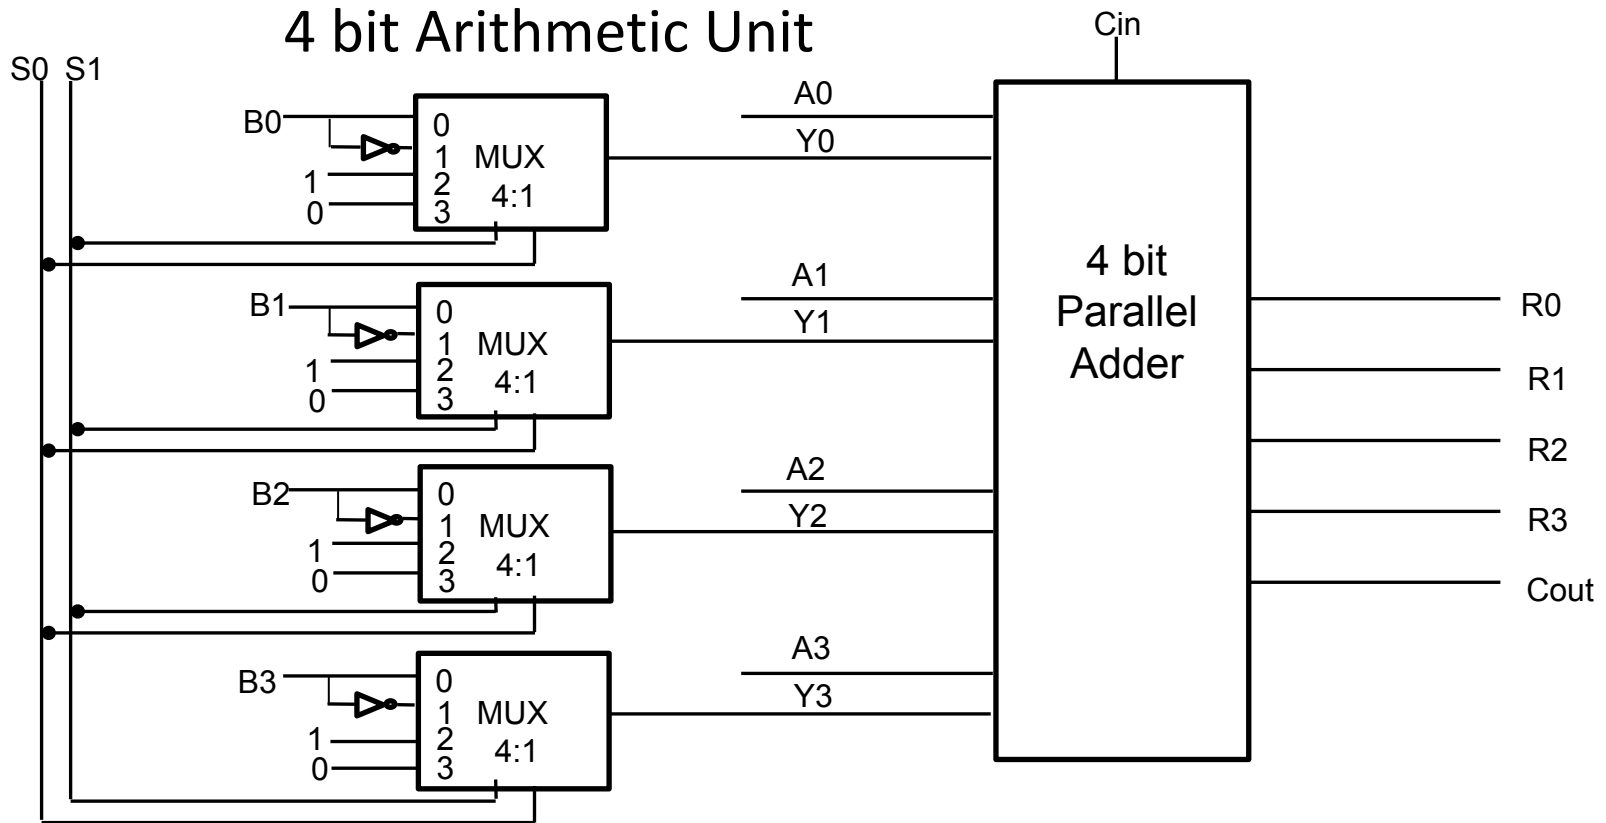 4 bit Arithmetic Unit
Cin
S0 S1
B0
0
1
2
3
1
0
MUX
4:1
A0
Y0
B1
0
1
2
3
1
0
MUX
4:1
A1
Y1
B2
0
1
2
3
1
0
MUX
4:1
A2
Y2
B3
0
1
2
3
1
0
MUX
4:1
A3
Y3
4 bit
Parallel
Adder
R0
R1
R2
R3
Cout